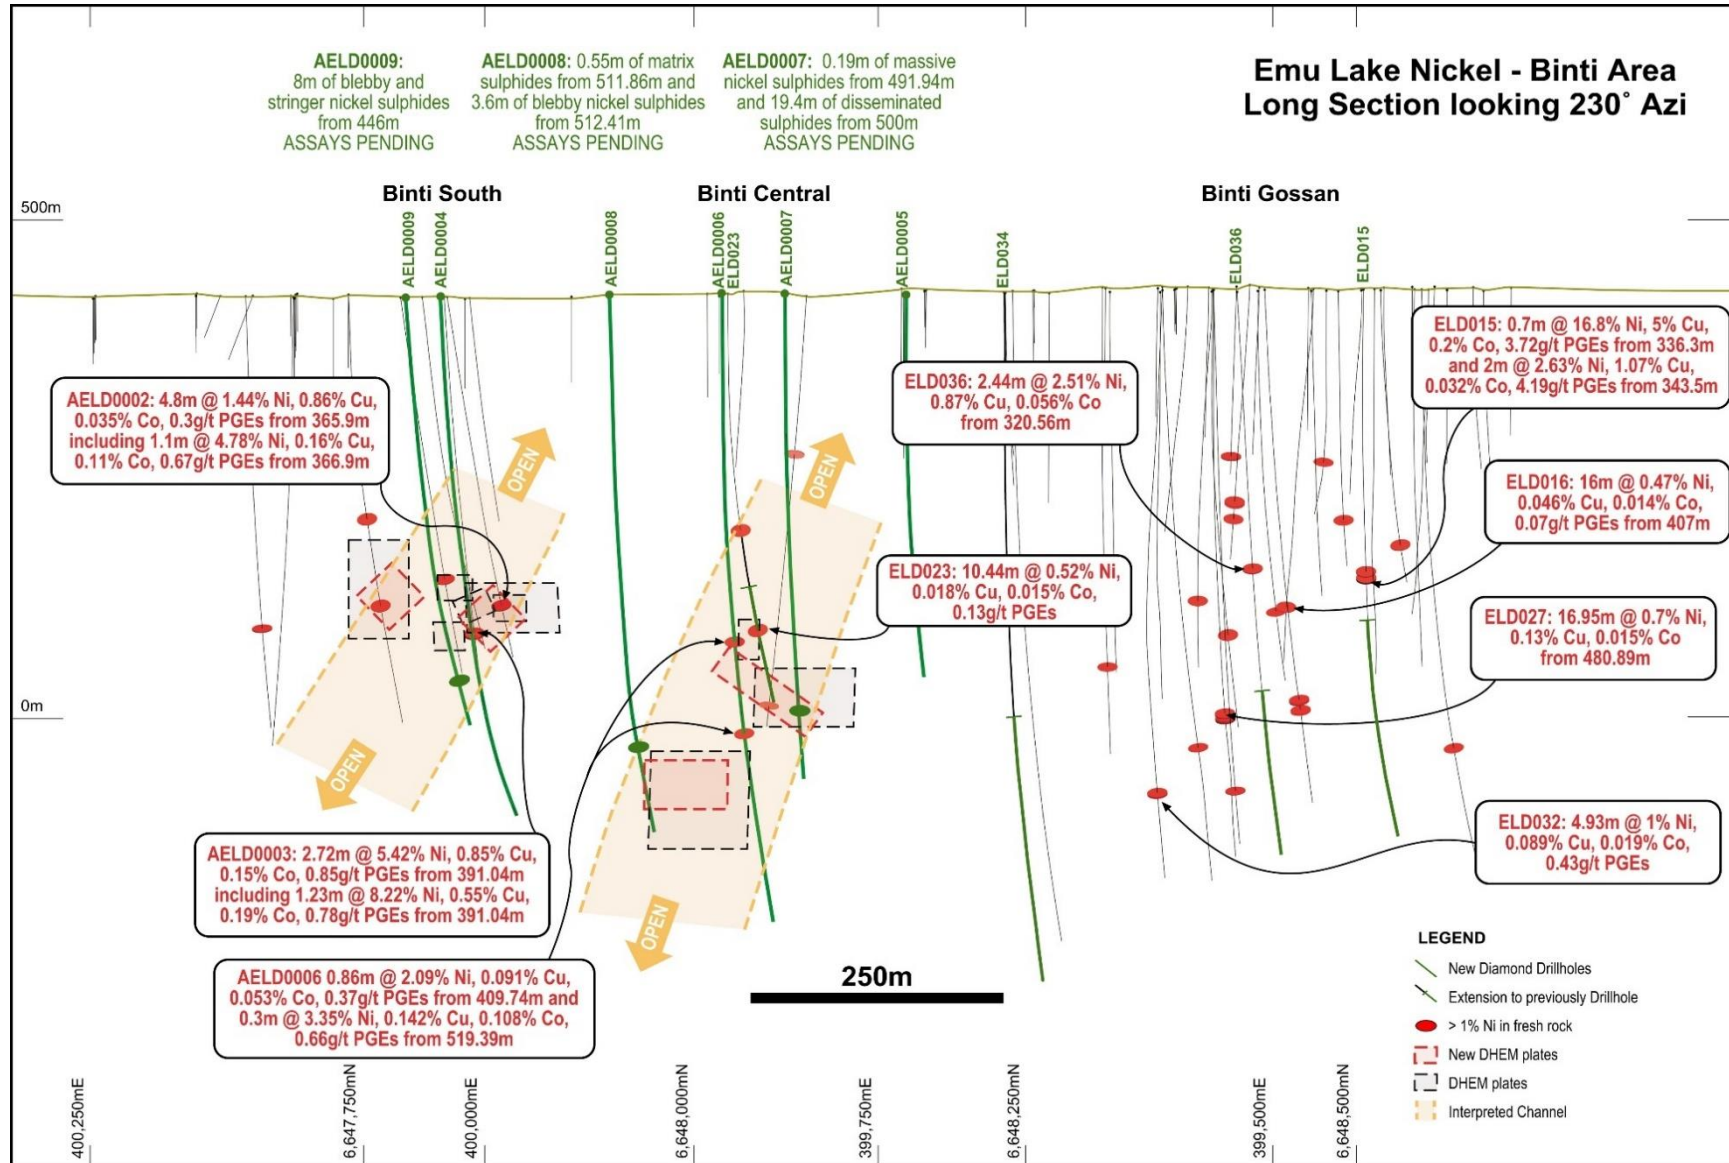 Emu Lake Nickel - Binti Area
Long Section looking 230˚ Azi
AELD0009:
8m of blebby and
stringer nickel sulphides
from 446m
ASSAYS PENDING
AELD0008: 0.55m of matrix
sulphides from 511.86m and
3.6m of blebby nickel sulphides
from 512.41m
ASSAYS PENDING
AELD0007: 0.19m of massive
nickel sulphides from 491.94m
and 19.4m of disseminated
sulphides from 500m
ASSAYS PENDING
Binti South
Binti Central
Binti Gossan
500m
AELD0009
AELD0004
AELD0008
AELD0006
ELD023
AELD0007
AELD0005
ELD034
ELD036
ELD015
AELD0002: 4.8m @ 1.44% Ni, 0.86% Cu,
0.035% Co, 0.3g/t PGEs from 365.9m
including 1.1m @ 4.78% Ni, 0.16% Cu,
0.11% Co, 0.67g/t PGEs from 366.9m
ELD036: 2.44m @ 2.51% Ni,
0.87% Cu, 0.056% Co
from 320.56m
ELD015: 0.7m @ 16.8% Ni, 5% Cu,
0.2% Co, 3.72g/t PGEs from 336.3m
and 2m @ 2.63% Ni, 1.07% Cu,
0.032% Co, 4.19g/t PGEs from 343.5m
OPEN
OPEN
ELD016: 16m @ 0.47% Ni,
0.046% Cu, 0.014% Co,
0.07g/t PGEs from 407m
ELD023: 10.44m @ 0.52% Ni,
0.018% Cu, 0.015% Co,
0.13g/t PGEs
ELD027: 16.95m @ 0.7% Ni,
0.13% Cu, 0.015% Co
from 480.89m
0m
OPEN
OPEN
AELD0003: 2.72m @ 5.42% Ni, 0.85% Cu,
0.15% Co, 0.85g/t PGEs from 391.04m
including 1.23m @ 8.22% Ni, 0.55% Cu,
0.19% Co, 0.78g/t PGEs from 391.04m
ELD032: 4.93m @ 1% Ni,
0.089% Cu, 0.019% Co,
0.43g/t PGEs
AELD0006 0.86m @ 2.09% Ni, 0.091% Cu,
0.053% Co, 0.37g/t PGEs from 409.74m and
0.3m @ 3.35% Ni, 0.142% Cu, 0.108% Co,
0.66g/t PGEs from 519.39m
250m
LEGEND
New Diamond Drillholes
Extension to previously Drillhole
> 1% Ni in fresh rock
New DHEM plates
DHEM plates
Interpreted Channel
400,250mE
6,647,750mN
400,000mE
6,648,000mN
399,750mE
6,648,250mN
399,500mE
6,648,500mN